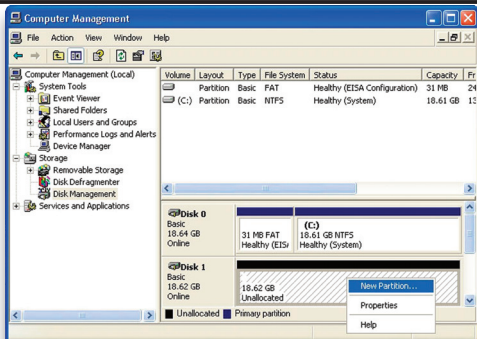 Computer Management
File Action View Window Help
Computer Management (Local)
System Tools
Event Viewer
Shared Folders
Local Users and Groups
Performance Logs and Alerts
Device Manager
Storage
Removable Storage
Disk Defragmenter
Disk Management
Services and Applications
Volume Layout Type File System Status Capacity Fr
Partition Basic FAT Healthy (EISA Configuration) 31 MB 24
(C:) Partition Basic NTFS Healthy (System) 18.61 GB 13
Disk 0
Basic
18.64 GB
Online
31 MB FAT
Healthy (EIS
(C:)
18.61 GB NTFS
Healthy (System)
Disk 1
Basic
18.62 GB
Online
18.62 GB
Unallocated
New Partition...
Properties
Help
Unallocated Primary partition